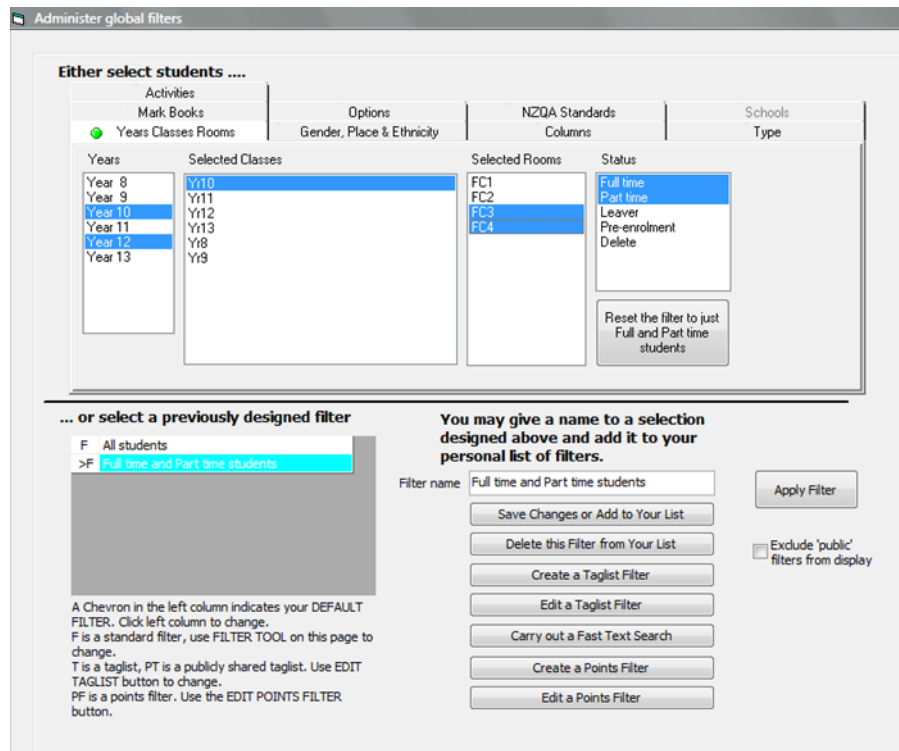 Administer global filters
Either select students ....
Activities
Mark Books Options NZQA Standards Schools
Years Classes Rooms Gender, Place & Ethnicity Columns Type
Years Selected Classes Selected Rooms Status
Year 8 Yr10 FC1 Full time
Year 9 Yr11 FC2 Part time
Year 10 Yr12 FC3 Leaver
Year 11 Yr13 FC4 Pre-enrolment
Year 12 Yr8 Delete
Year 13 Yr9
Reset the filter to just
Full and Part time
students
... or select a previously designed filter
F All students
>F Full time and Part time students
A Chevron in the left column indicates your DEFAULT
FILTER. Click left column to change.
F is a standard filter, use FILTER TOOL on this page to
change.
T is a taglist, PT is a publicly shared taglist. Use EDIT
TAGLIST button to change.
PF is a points filter. Use the EDIT POINTS FILTER
button.
You may give a name to a selection
designed above and add it to your
personal list of filters.
Filter name Full time and Part time students
Save Changes or Add to Your List
Delete this Filter from Your List
Create a Taglist Filter
Edit a Taglist Filter
Carry out a Fast Text Search
Create a Points Filter
Edit a Points Filter
Apply Filter
Exclude 'public'
filters from display